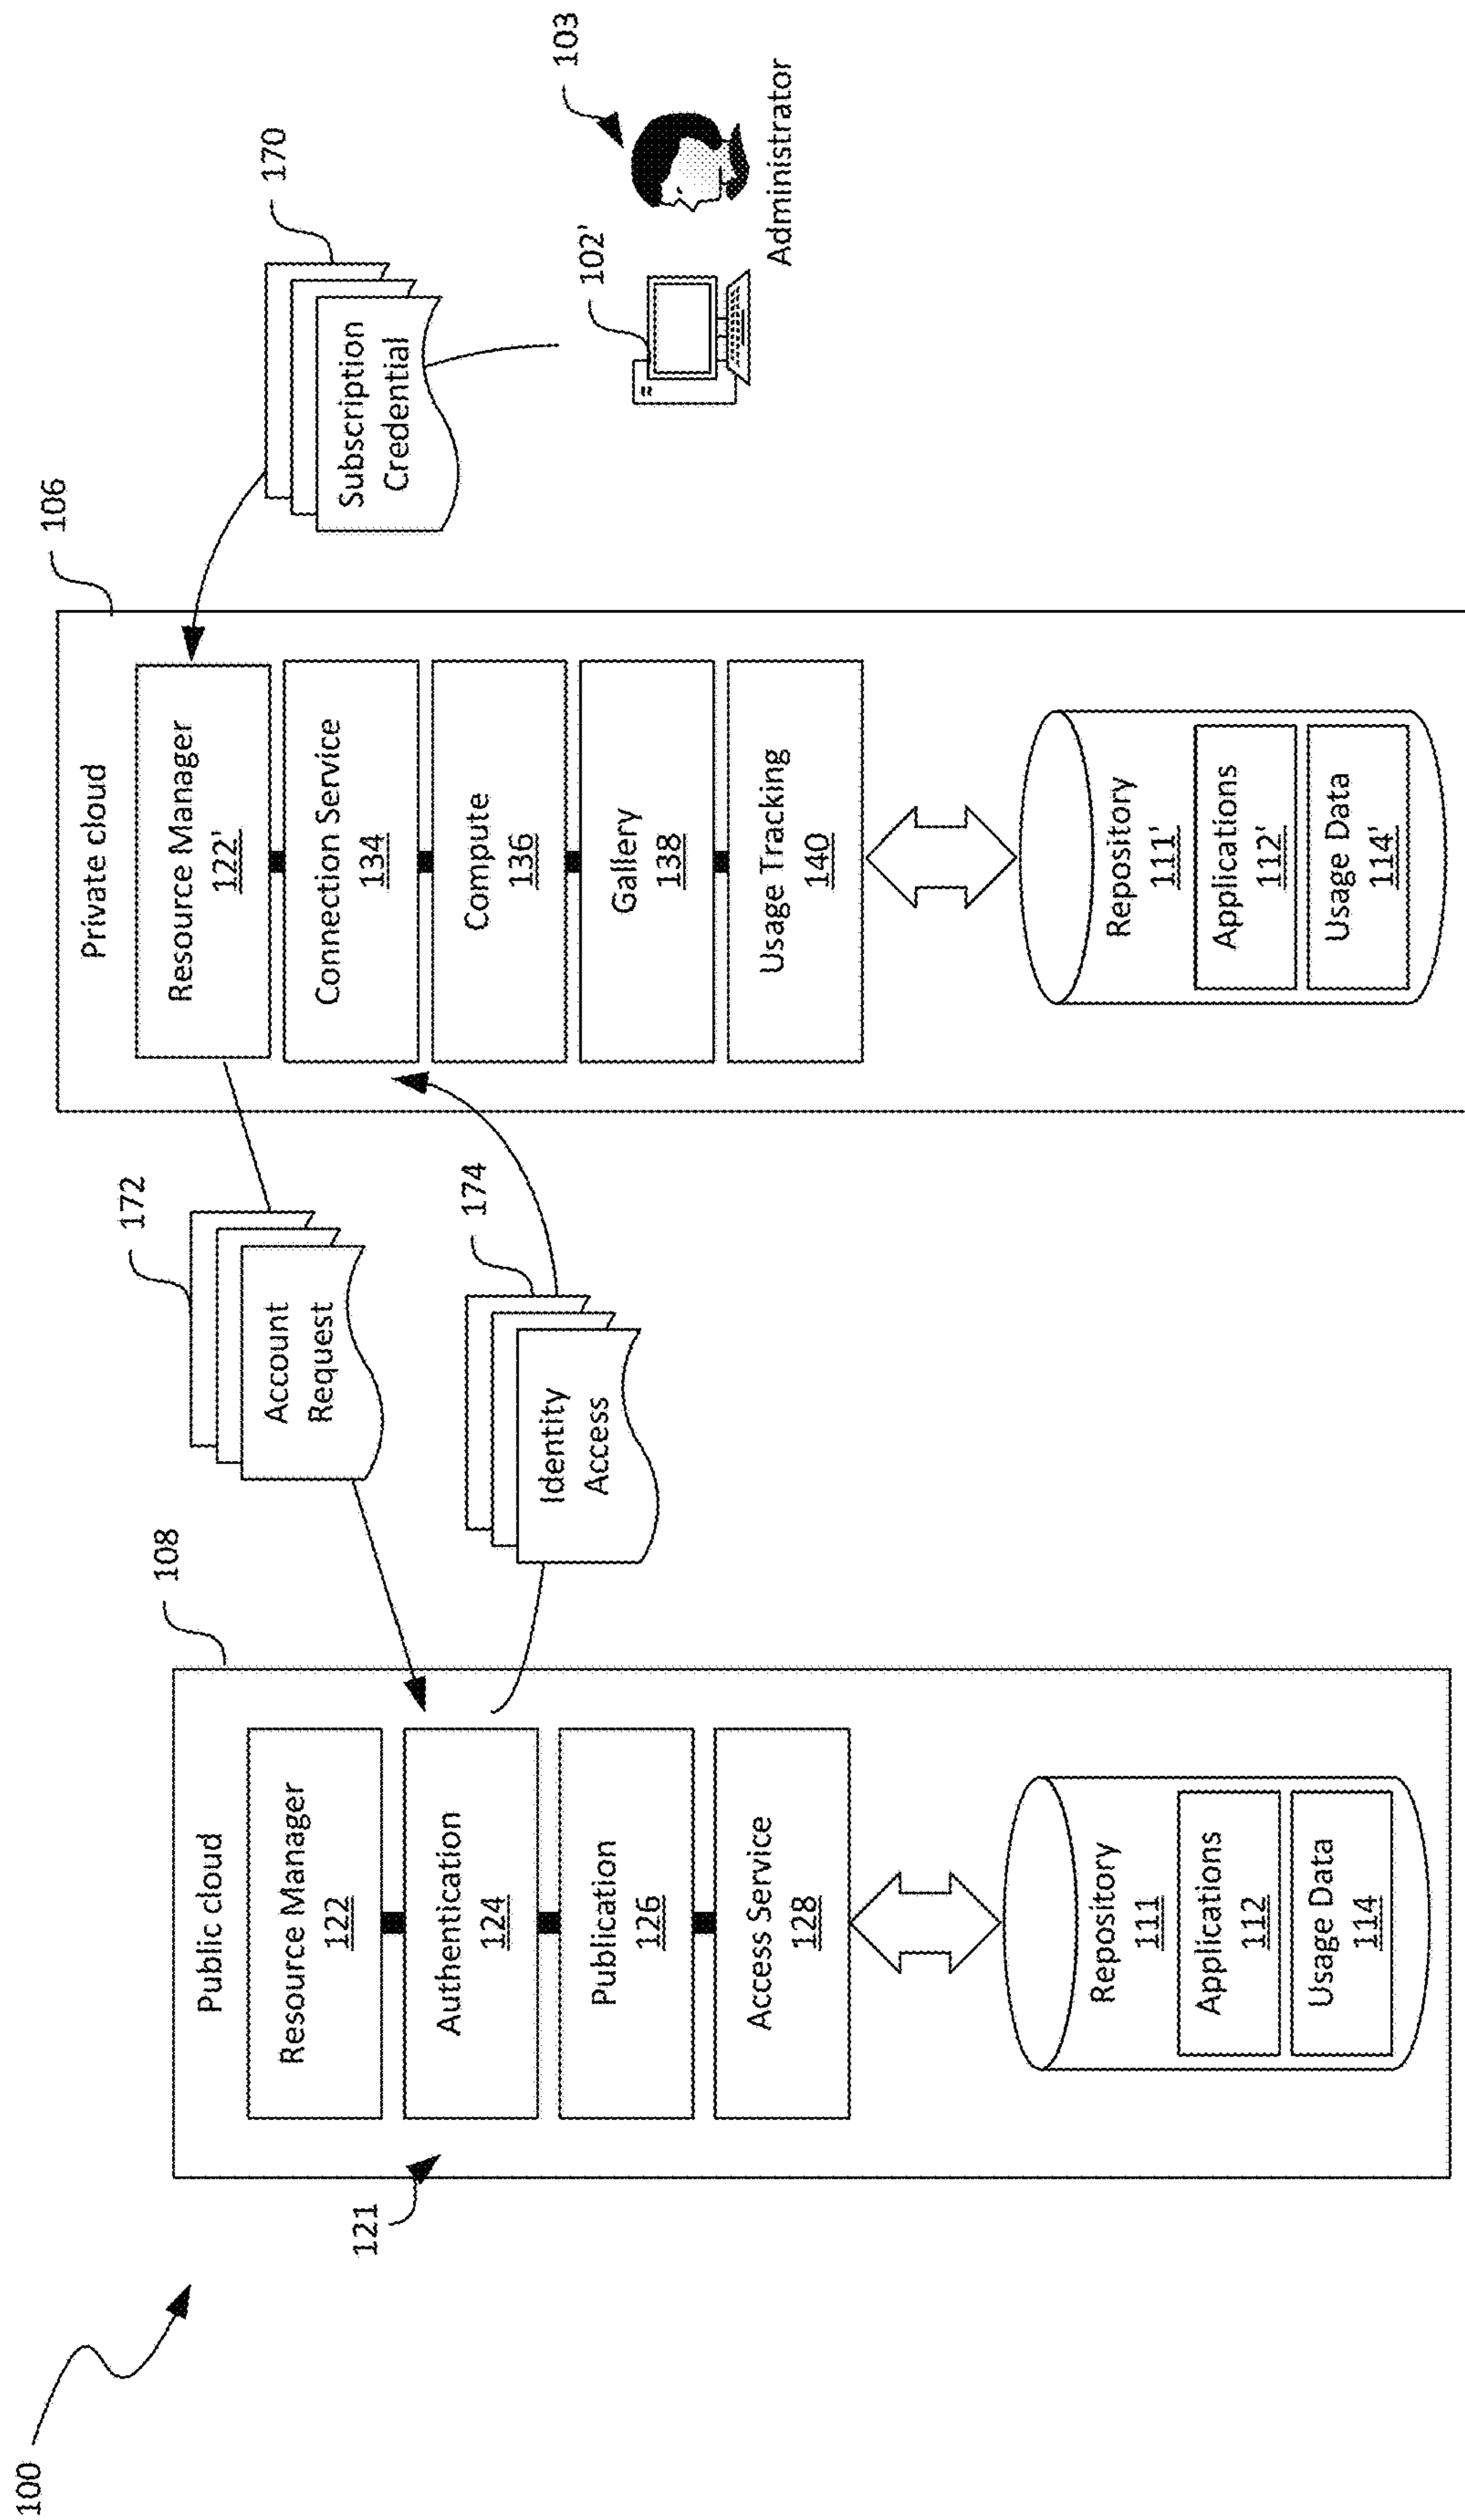 100
121
108
Public cloud
Resource Manager
122
Authentication
124
Publication
126
Access Service
128
Repository
111
Applications
112
Usage Data
114
172
Account
Request
174
Identity
Access
106
Private cloud
Resource Manager
122'
Connection Service
134
Compute
136
Gallery
138
Usage Tracking
140
Repository
111'
Applications
112'
Usage Data
114'
170
Subscription
Credential
102'
103
Administrator